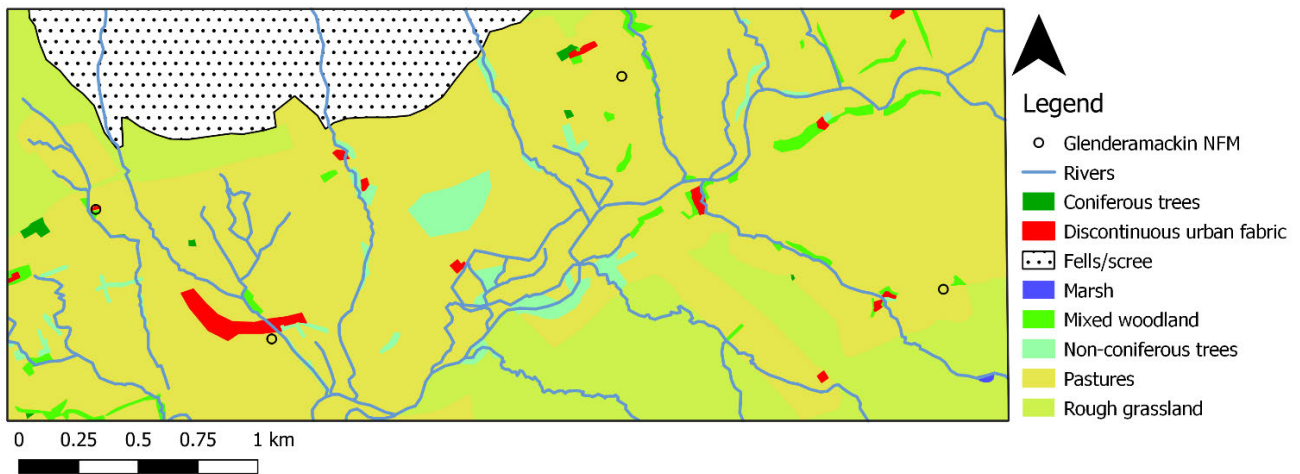 Legend
Glenderamackin NFM
Rivers
Coniferous trees
Discontinuous urban fabric
Fells/scree
Marsh
Mixed woodland
Non-coniferous trees
Pastures
Rough grassland
0 0.25 0.5 0.75 1 km